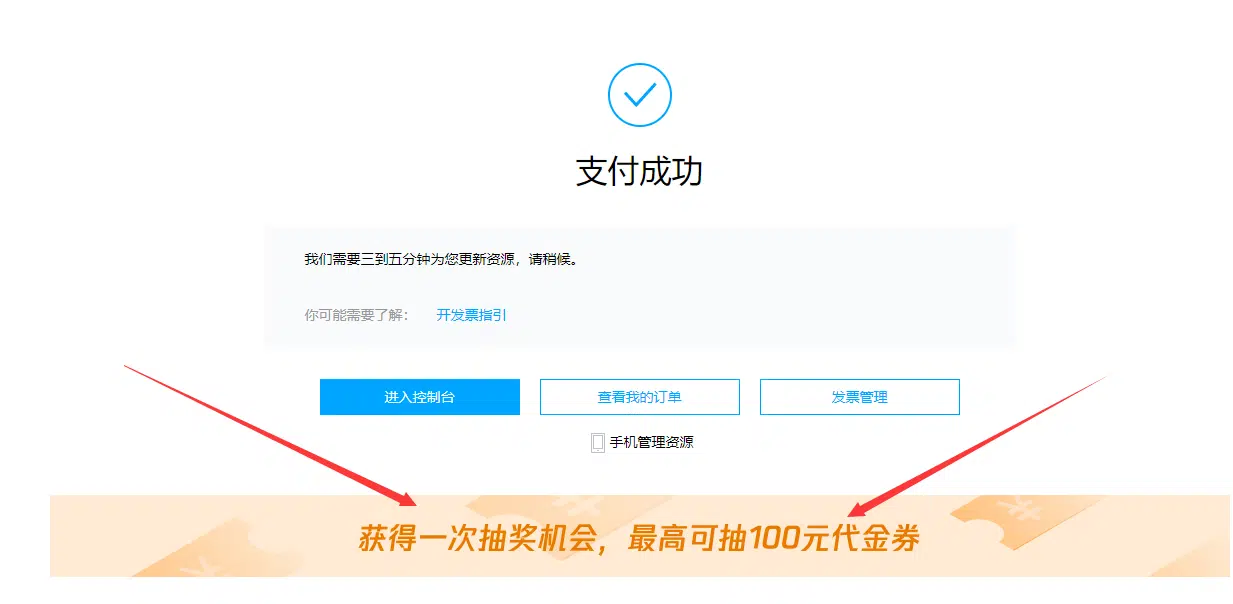 支付成功
我们需要三到五分钟为您更新资源，请稍候。
你可能需要了解： 开发票指引
进入控制台 查看我的订单 发票管理
手机管理资源
获得一次抽奖机会，最高可抽100元代金券